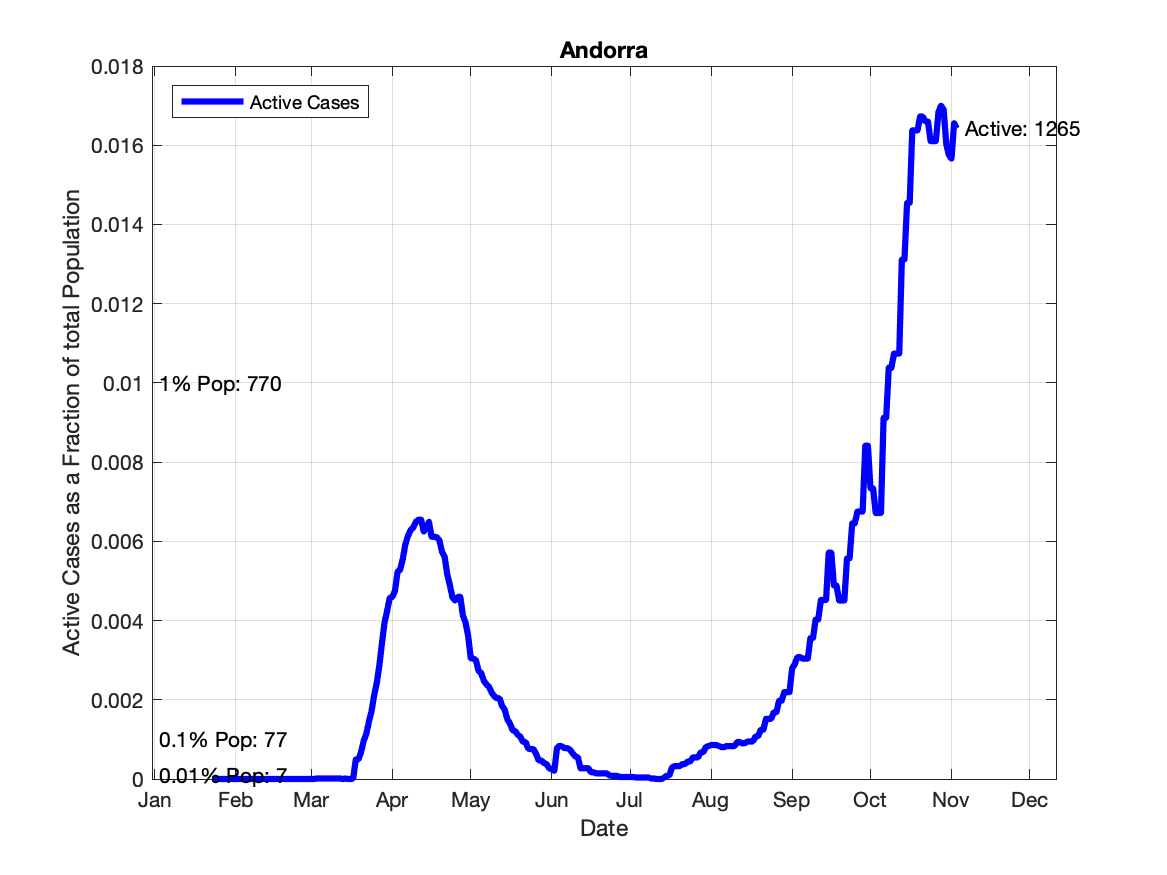 Andorra
0.018
Active Cases
0.016
Active: 1265
0.014
0.012
0.01
1% Pop: 770
0.008
0.006
0.004
0.002
0.1% Pop: 77
0
0.01% Pop: 7
Jan Feb Mar Apr May Jun Jul Aug Sep Oct Nov Dec
Date
Active Cases as a Fraction of total Population